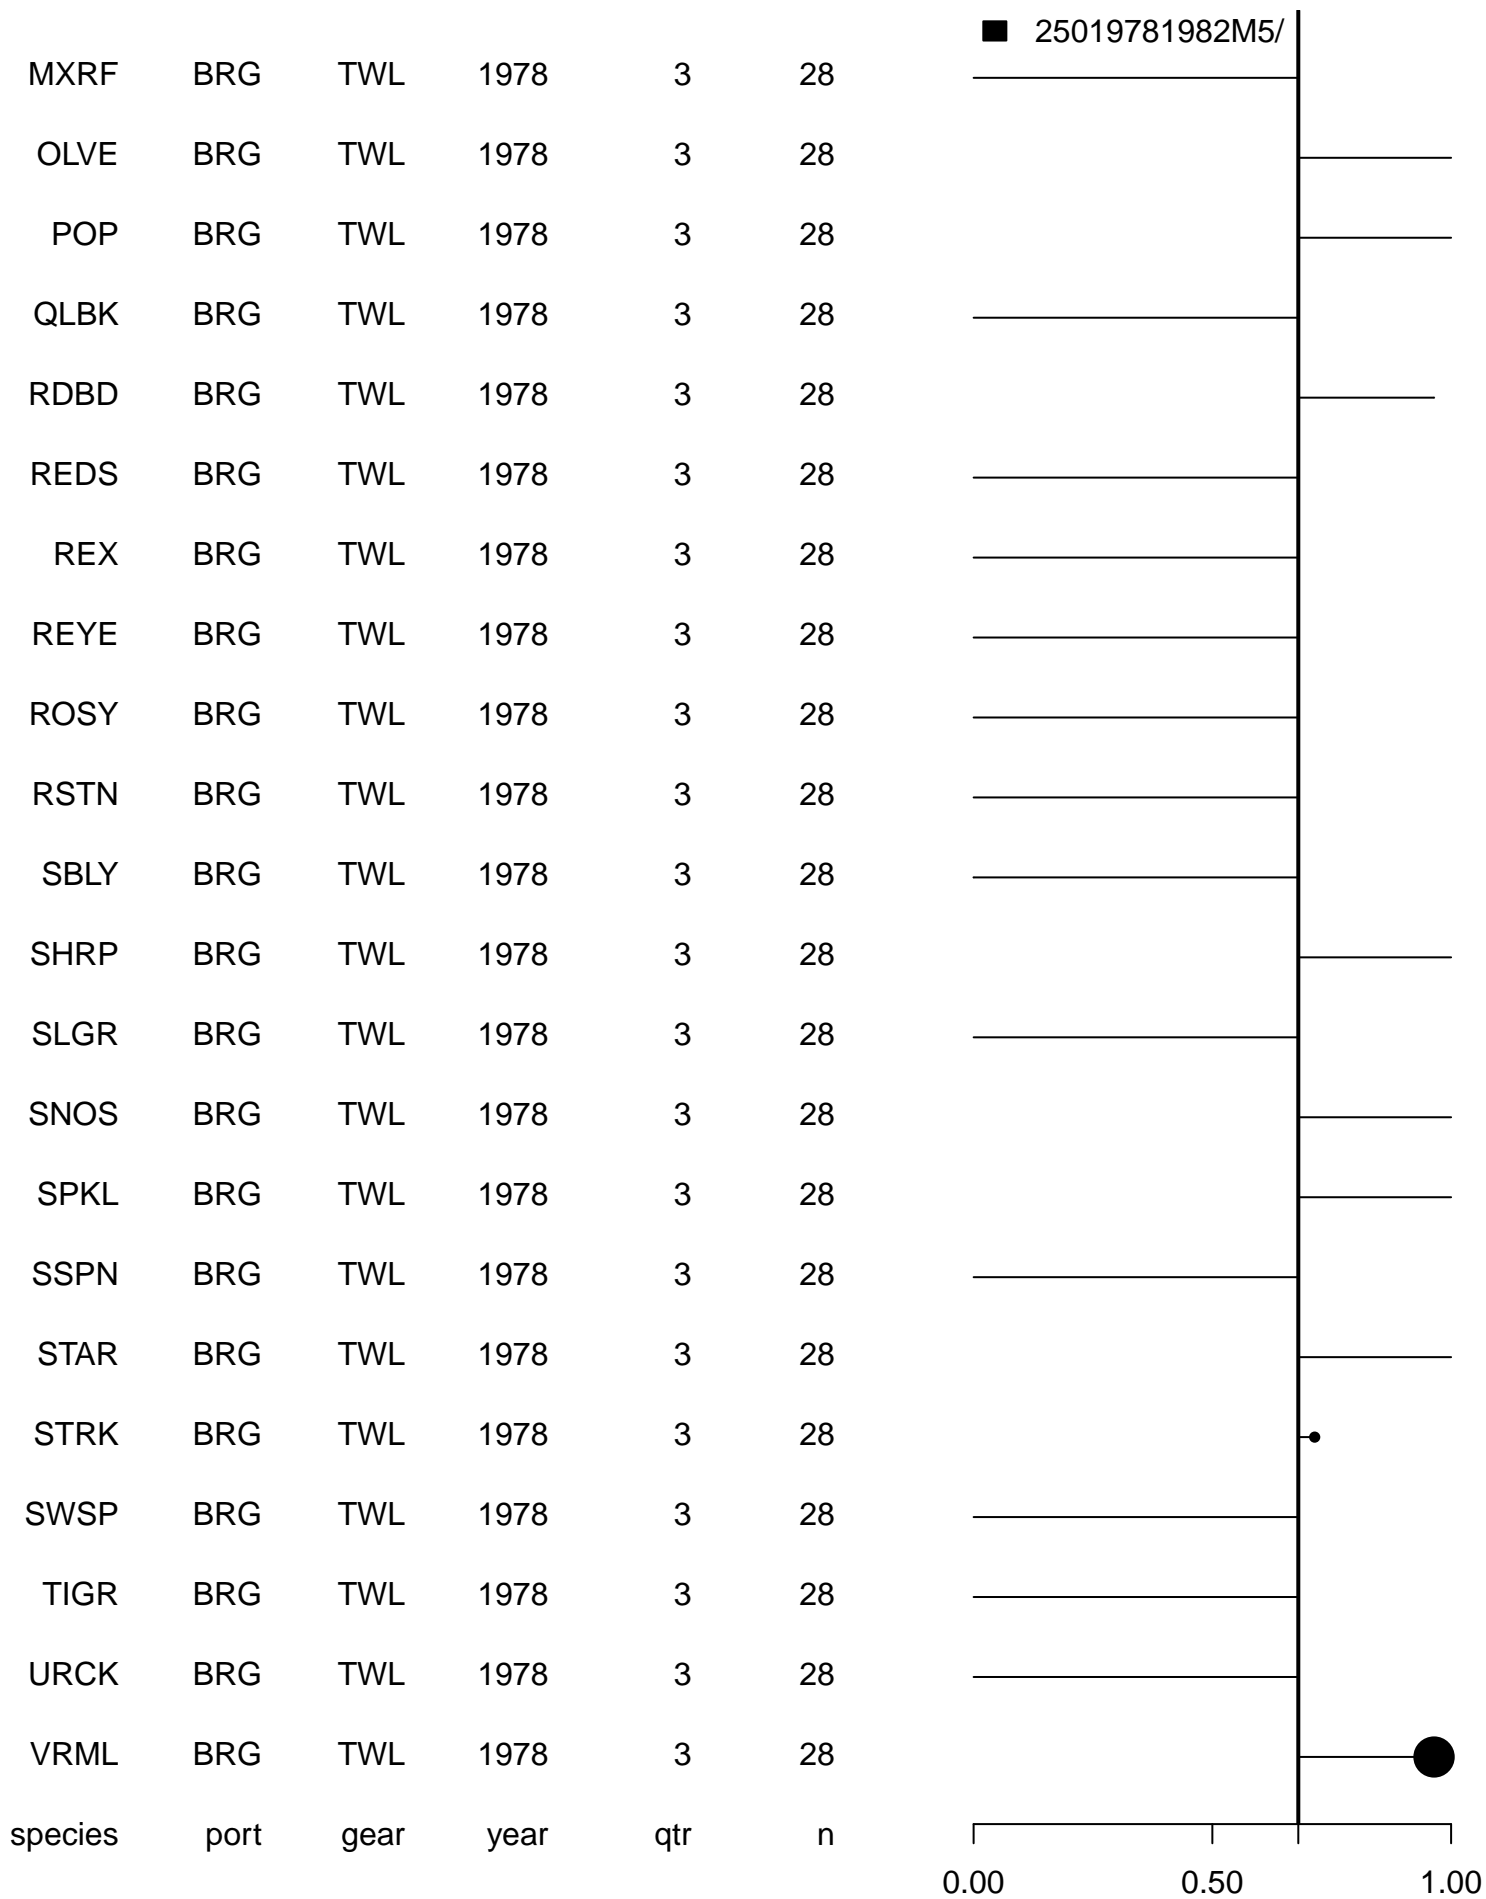 25019781982M5/
MXRF BRG TWL 1978 3 28
OLVE BRG TWL 1978 3 28
POP BRG TWL 1978 3 28
QLBK BRG TWL 1978 3 28
RDBD BRG TWL 1978 3 28
REDS BRG TWL 1978 3 28
REX BRG TWL 1978 3 28
REYE BRG TWL 1978 3 28
ROSY BRG TWL 1978 3 28
RSTN BRG TWL 1978 3 28
SBLY BRG TWL 1978 3 28
SHRP BRG TWL 1978 3 28
SLGR BRG TWL 1978 3 28
SNOS BRG TWL 1978 3 28
SPKL BRG TWL 1978 3 28
SSPN BRG TWL 1978 3 28
STAR BRG TWL 1978 3 28
STRK BRG TWL 1978 3 28
SWSP BRG TWL 1978 3 28
TIGR BRG TWL 1978 3 28
URCK BRG TWL 1978 3 28
VRML BRG TWL 1978 3 28
species port gear year qtr n
0.00 0.50 1.00